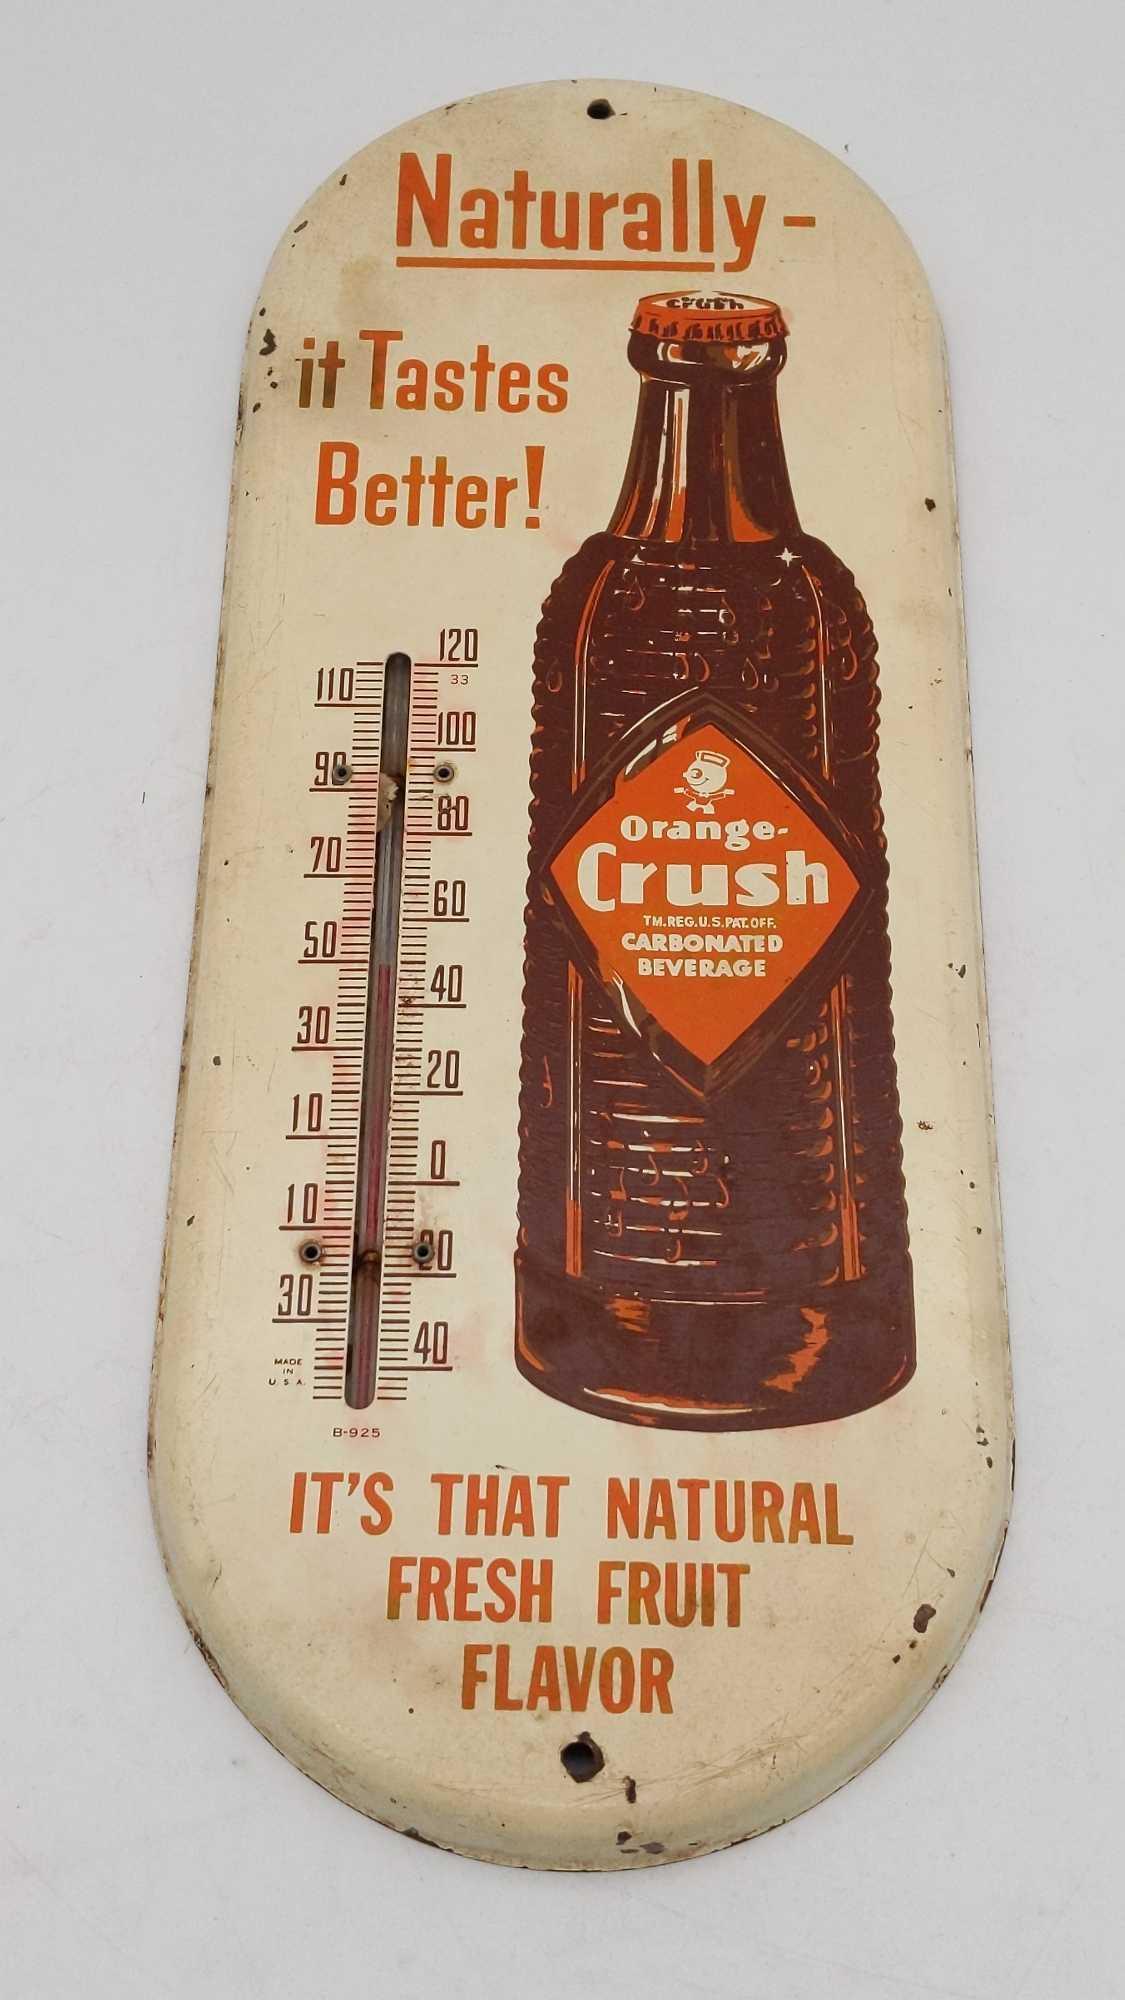 Naturally -
it Tastes
Better!
Crush
120
33
110
100
90
80
70
60
50
40
30
20
10
0
10
20
30
40
MADE
IN
U.S.A.
B-925
Orange-
Crush
TM.REG.U.S.PAT.OFF.
CARBONATED
BEVERAGE
IT'S THAT NATURAL
FRESH FRUIT
FLAVOR